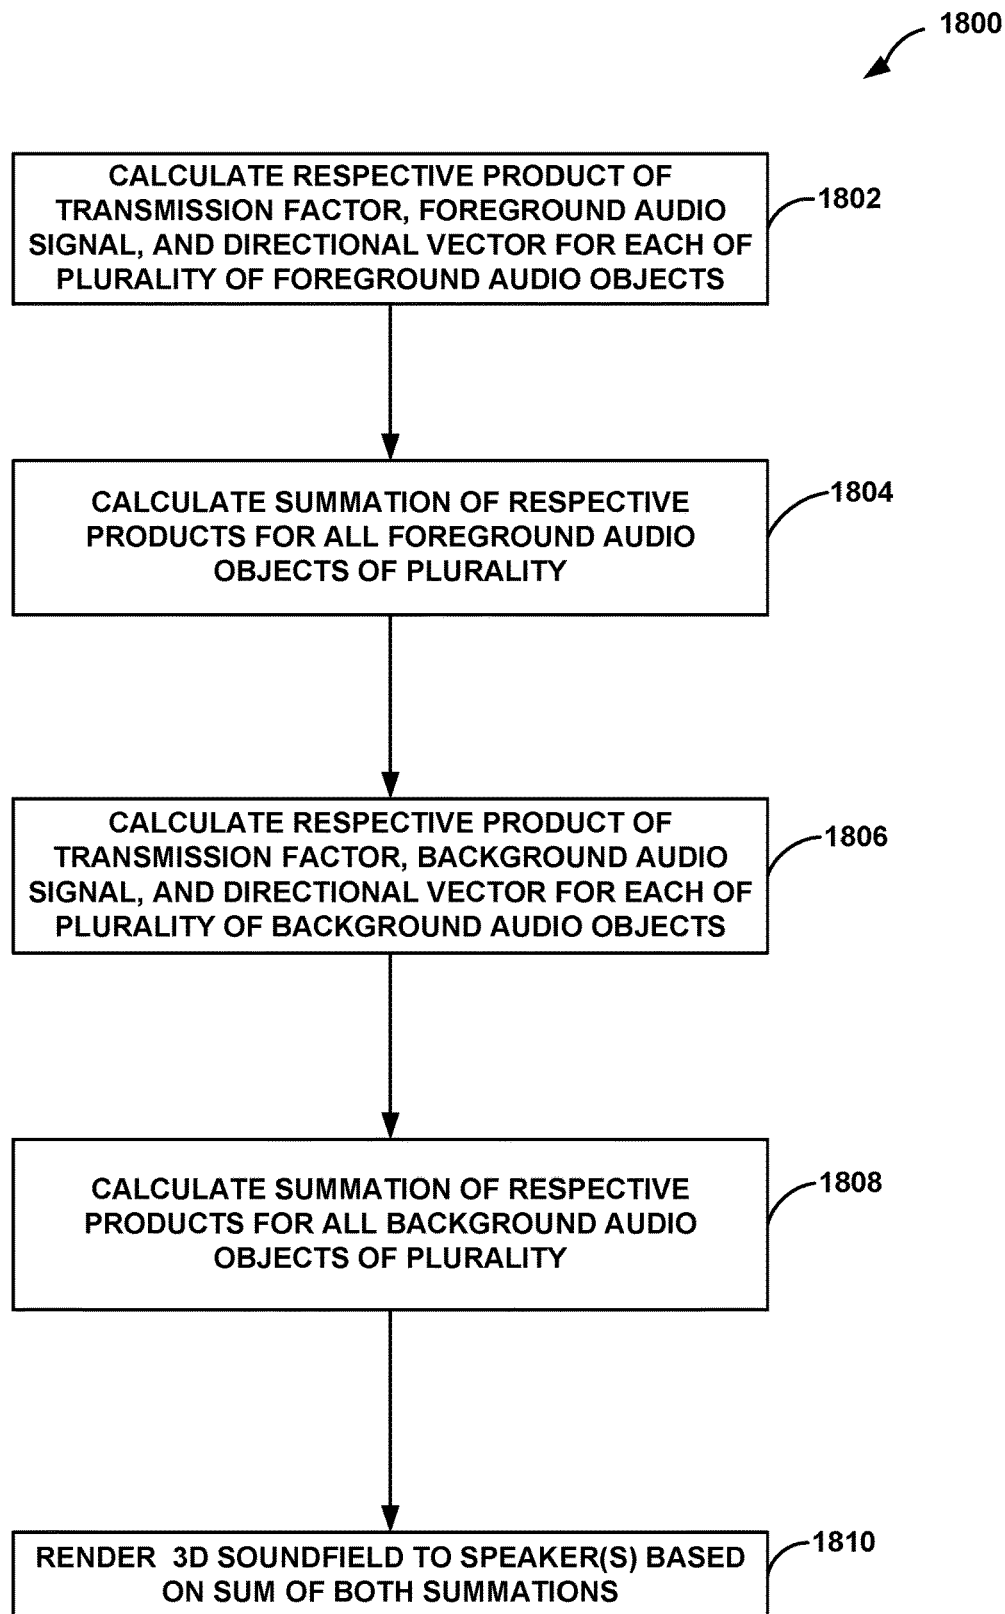 1800
CALCULATE RESPECTIVE PRODUCT OF
TRANSMISSION FACTOR, FOREGROUND AUDIO
SIGNAL, AND DIRECTIONAL VECTOR FOR EACH OF
PLURALITY OF FOREGROUND AUDIO OBJECTS
1802
CALCULATE SUMMATION OF RESPECTIVE
PRODUCTS FOR ALL FOREGROUND AUDIO
OBJECTS OF PLURALITY
1804
CALCULATE RESPECTIVE PRODUCT OF
TRANSMISSION FACTOR, BACKGROUND AUDIO
SIGNAL, AND DIRECTIONAL VECTOR FOR EACH OF
PLURALITY OF BACKGROUND AUDIO OBJECTS
1806
CALCULATE SUMMATION OF RESPECTIVE
PRODUCTS FOR ALL BACKGROUND AUDIO
OBJECTS OF PLURALITY
1808
RENDER 3D SOUNDFIELD TO SPEAKER(S) BASED
ON SUM OF BOTH SUMMATIONS
1810